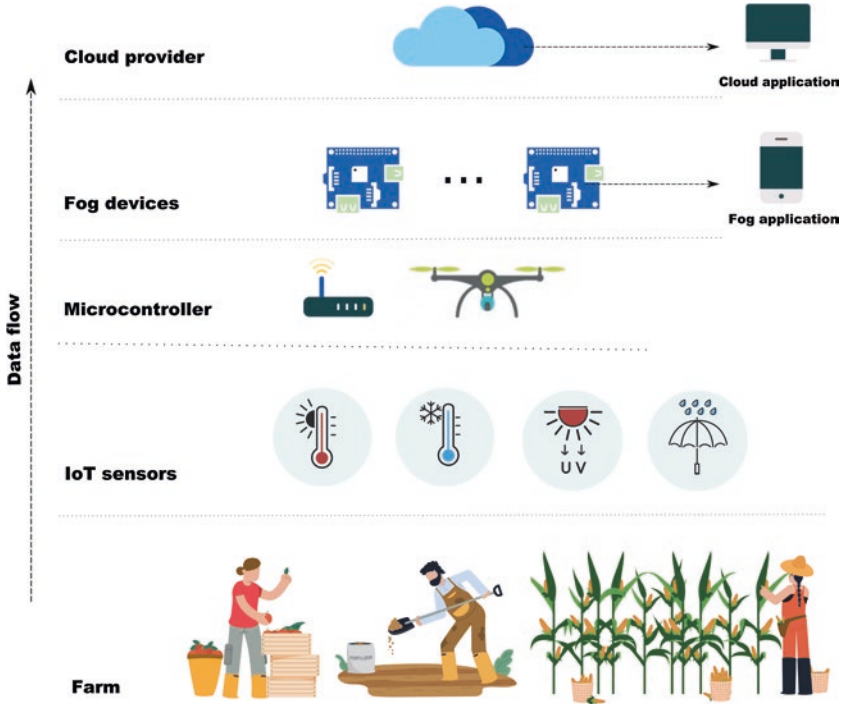 Cloud provider
Cloud application
Fog devices
...
Fog application
Microcontroller
Data flow
IoT sensors
U V
Farm